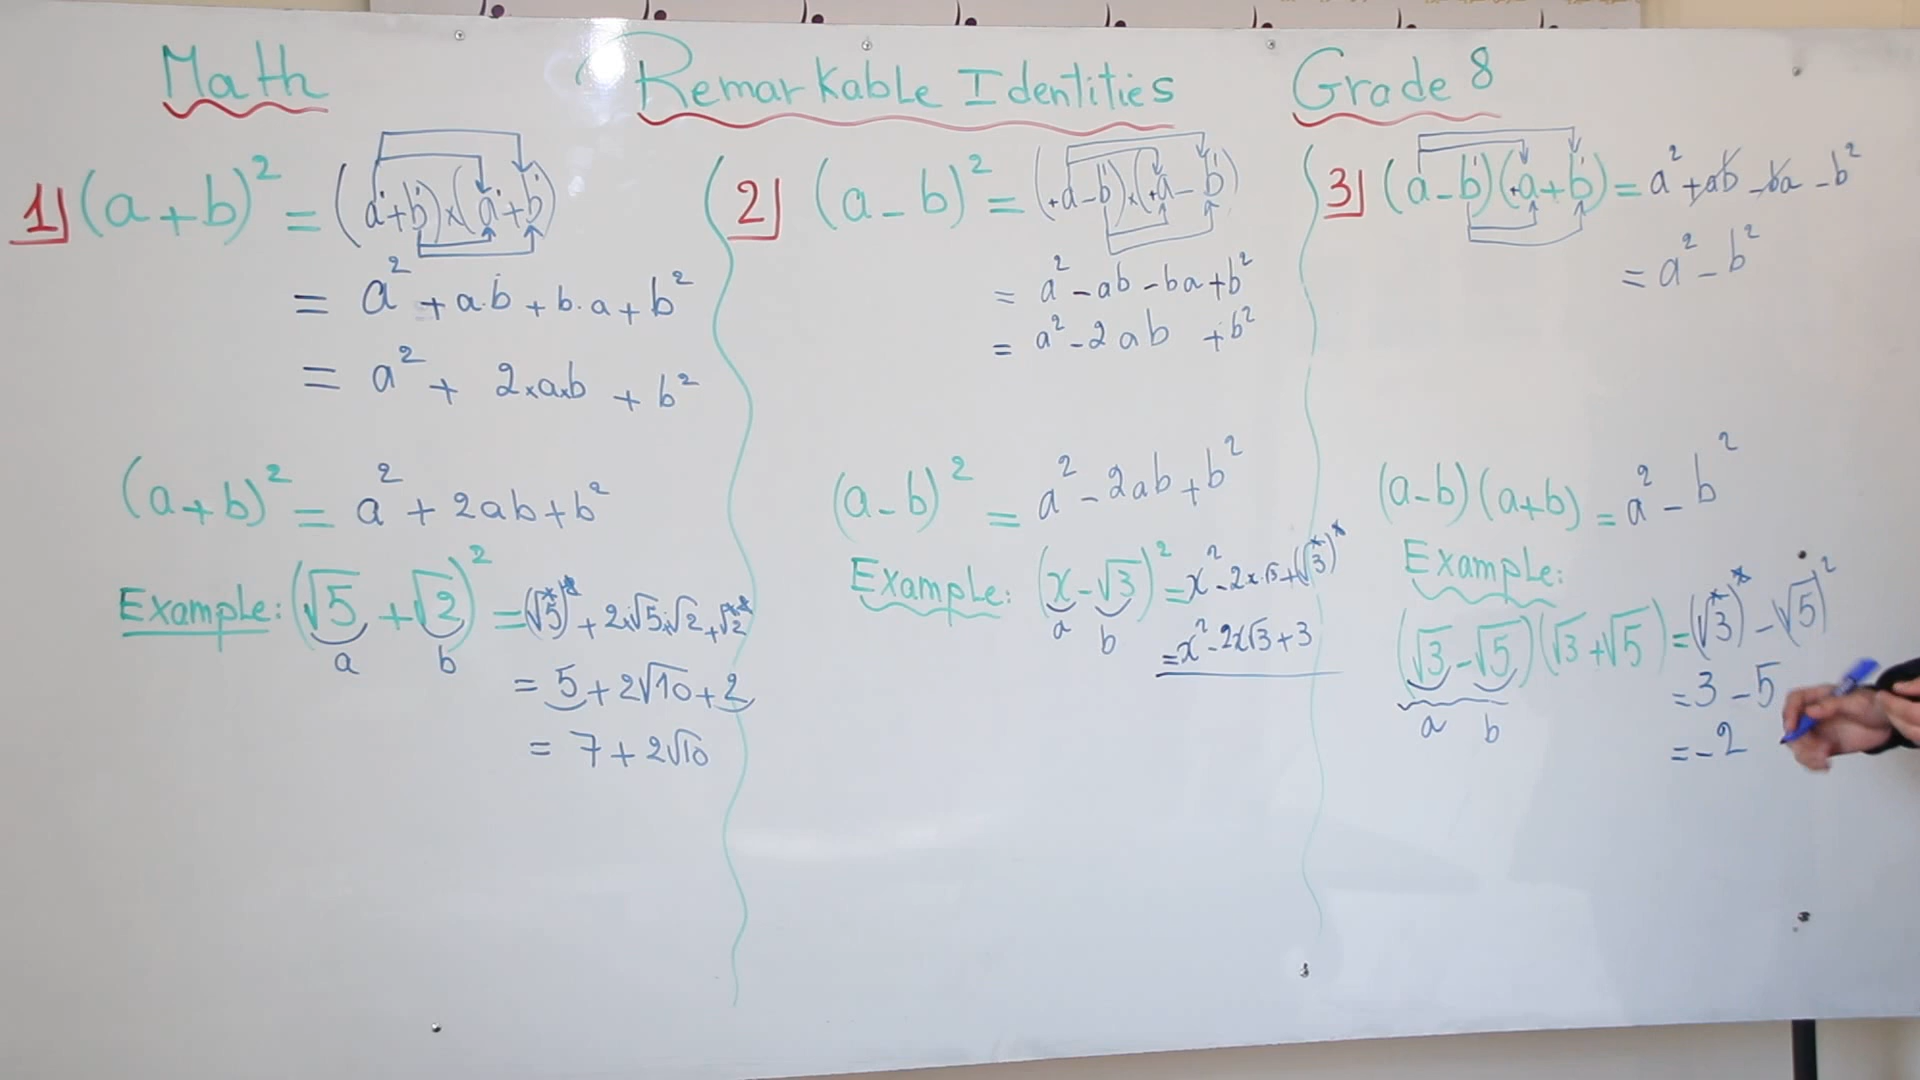 Math
Remarkable Identities
Grade 8
1] (a+b)² = (a+b)×(a+b)
= a² + a.b + b.a + b²
= a² + 2×a×b + b²
(a+b)² = a² + 2ab + b²
Example: (√5 + √2)² = (√5)² + 2×√5×√2 + √2²
a b
= 5 + 2√10 + 2
= 7 + 2√10
2] (a-b)² = (+a-b)×(+a-b)
= a² - ab - ba + b²
= a² - 2ab + b²
(a-b)² = a² - 2ab + b²
Example: (x-√3)² = x² - 2x.√3 + (√3)²
a b
= x² - 2x√3 + 3
3] (a-b)(+a+b) = a² + ab - ba - b²
= a² - b²
(a-b)(a+b) = a² - b²
Example:
(√3-√5)(√3+√5) = (√3)² - √5)²
a b
= 3 - 5
= -2